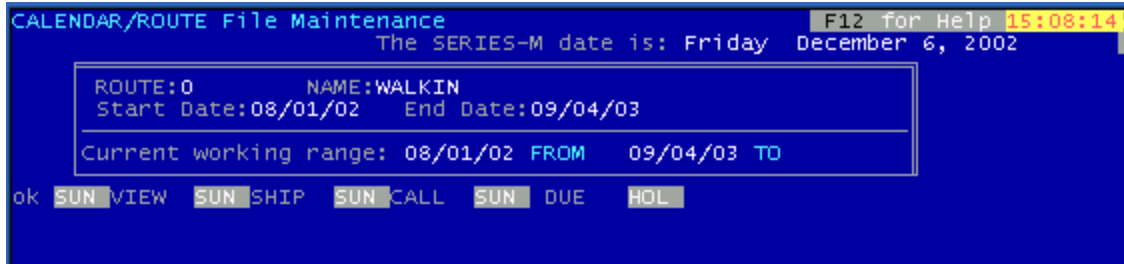 CALENDAR/ROUTE File Maintenance F12 for Help 15:08:14
The SERIES-M date is: Friday December 6, 2002
ROUTE:0 NAME:WALKIN
Start Date:08/01/02 End Date:09/04/03
Current working range: 08/01/02 FROM 09/04/03 TO
ok SUN VIEW SUN SHIP SUN CALL SUN DUE HOL